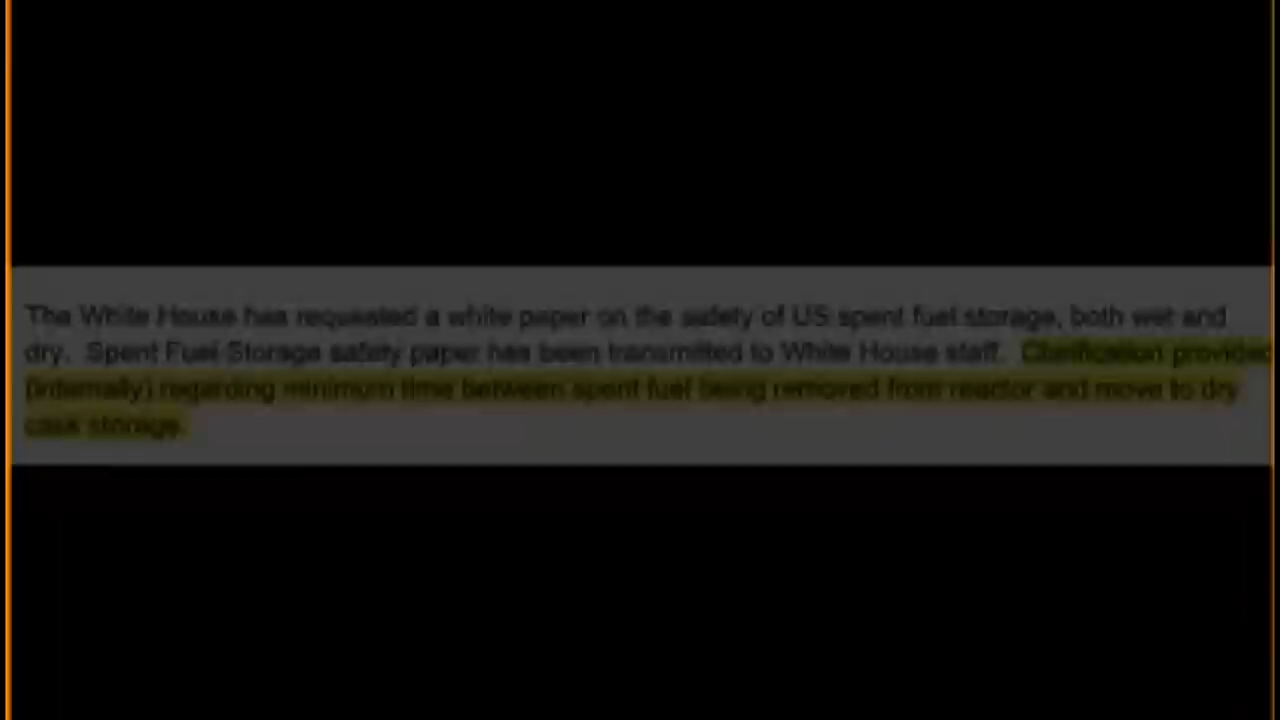 The White House has requested a white paper on the safety of US spent fuel storage, both wet and
dry. Spent Fuel Storage safety paper has been transmitted to White House staff. Clarification provided
(internally) regarding minimum time between spent fuel being removed from reactor and move to dry
cask storage.